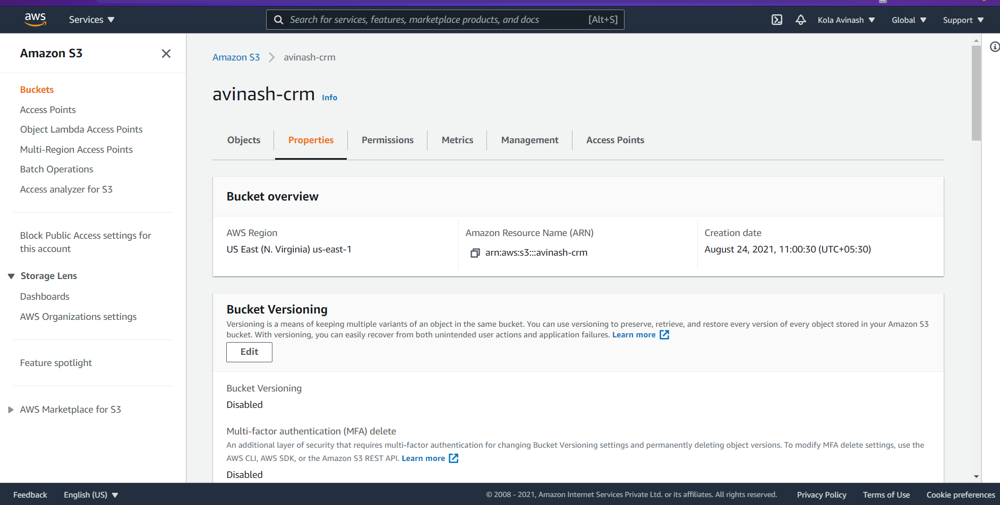 aws
Services
Search for services, features, marketplace products, and docs [Alt+S]
Kola Avinash
Global
Support
Amazon S3
Buckets
Access Points
Object Lambda Access Points
Multi-Region Access Points
Batch Operations
Access analyzer for S3
Block Public Access settings for
this account
Storage Lens
Dashboards
AWS Organizations settings
Feature spotlight
AWS Marketplace for S3
Amazon S3 avinash-crm
avinash-crm Info
Objects Properties Permissions Metrics Management Access Points
Bucket overview
AWS Region
US East (N. Virginia) us-east-1
Amazon Resource Name (ARN)
arn:aws:s3:::avinash-crm
Creation date
August 24, 2021, 11:00:30 (UTC+05:30)
Bucket Versioning
Versioning is a means of keeping multiple variants of an object in the same bucket. You can use versioning to preserve, retrieve, and restore every version of every object stored in your Amazon S3
bucket. With versioning, you can easily recover from both unintended user actions and application failures. Learn more
Edit
Bucket Versioning
Disabled
Multi-factor authentication (MFA) delete
An additional layer of security that requires multi-factor authentication for changing Bucket Versioning settings and permanently deleting object versions. To modify MFA delete settings, use the
AWS CLI, AWS SDK, or the Amazon S3 REST API. Learn more
Disabled
Feedback English (US) © 2008 - 2021, Amazon Internet Services Private Ltd. or its affiliates. All rights reserved. Privacy Policy Terms of Use Cookie preferences